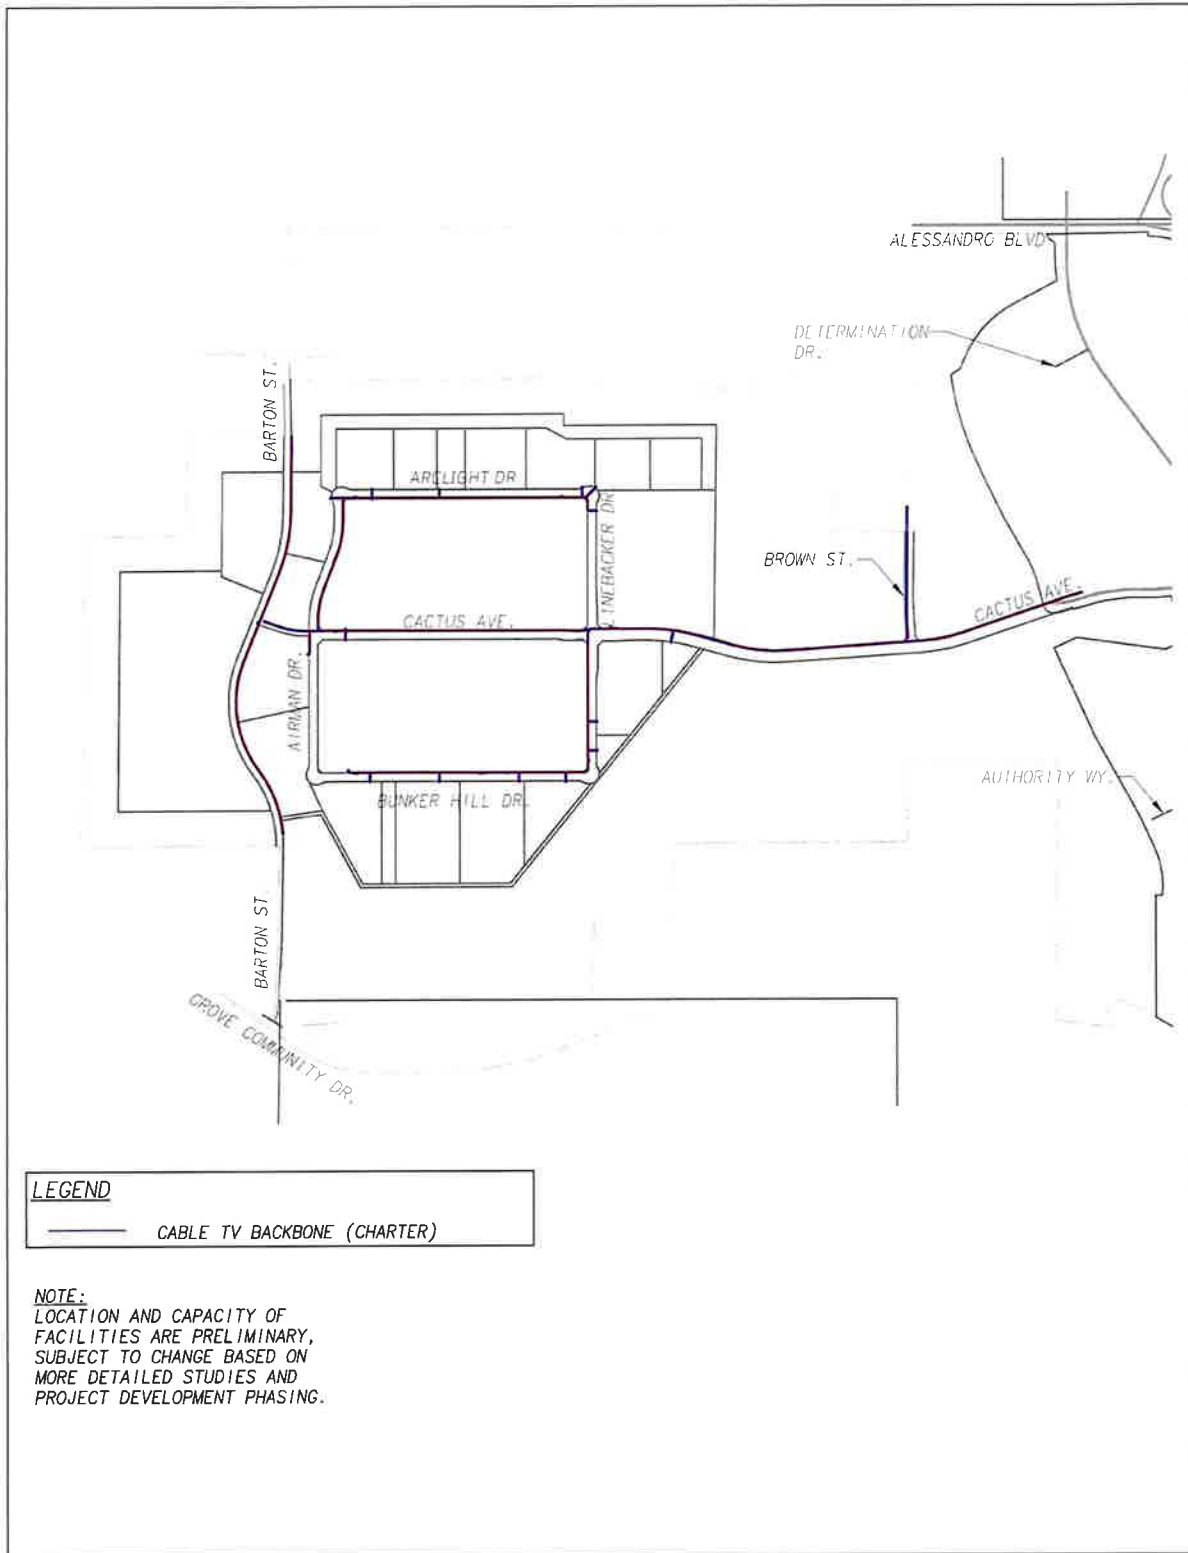 ALESSANDRO BLVD
DETERMINATION
DR.
BARTON ST.
ARCLIGHT DR
LINEBACKER DR
BROWN ST.
CACTUS AVE.
CACTUS AVE.
AIRMAN DR.
AUTHORITY WY.
BUNKER HILL DR.
BARTON ST.
GROVE COMMUNITY DR.
LEGEND
CABLE TV BACKBONE (CHARTER)
NOTE:
LOCATION AND CAPACITY OF
FACILITIES ARE PRELIMINARY,
SUBJECT TO CHANGE BASED ON
MORE DETAILED STUDIES AND
PROJECT DEVELOPMENT PHASING.